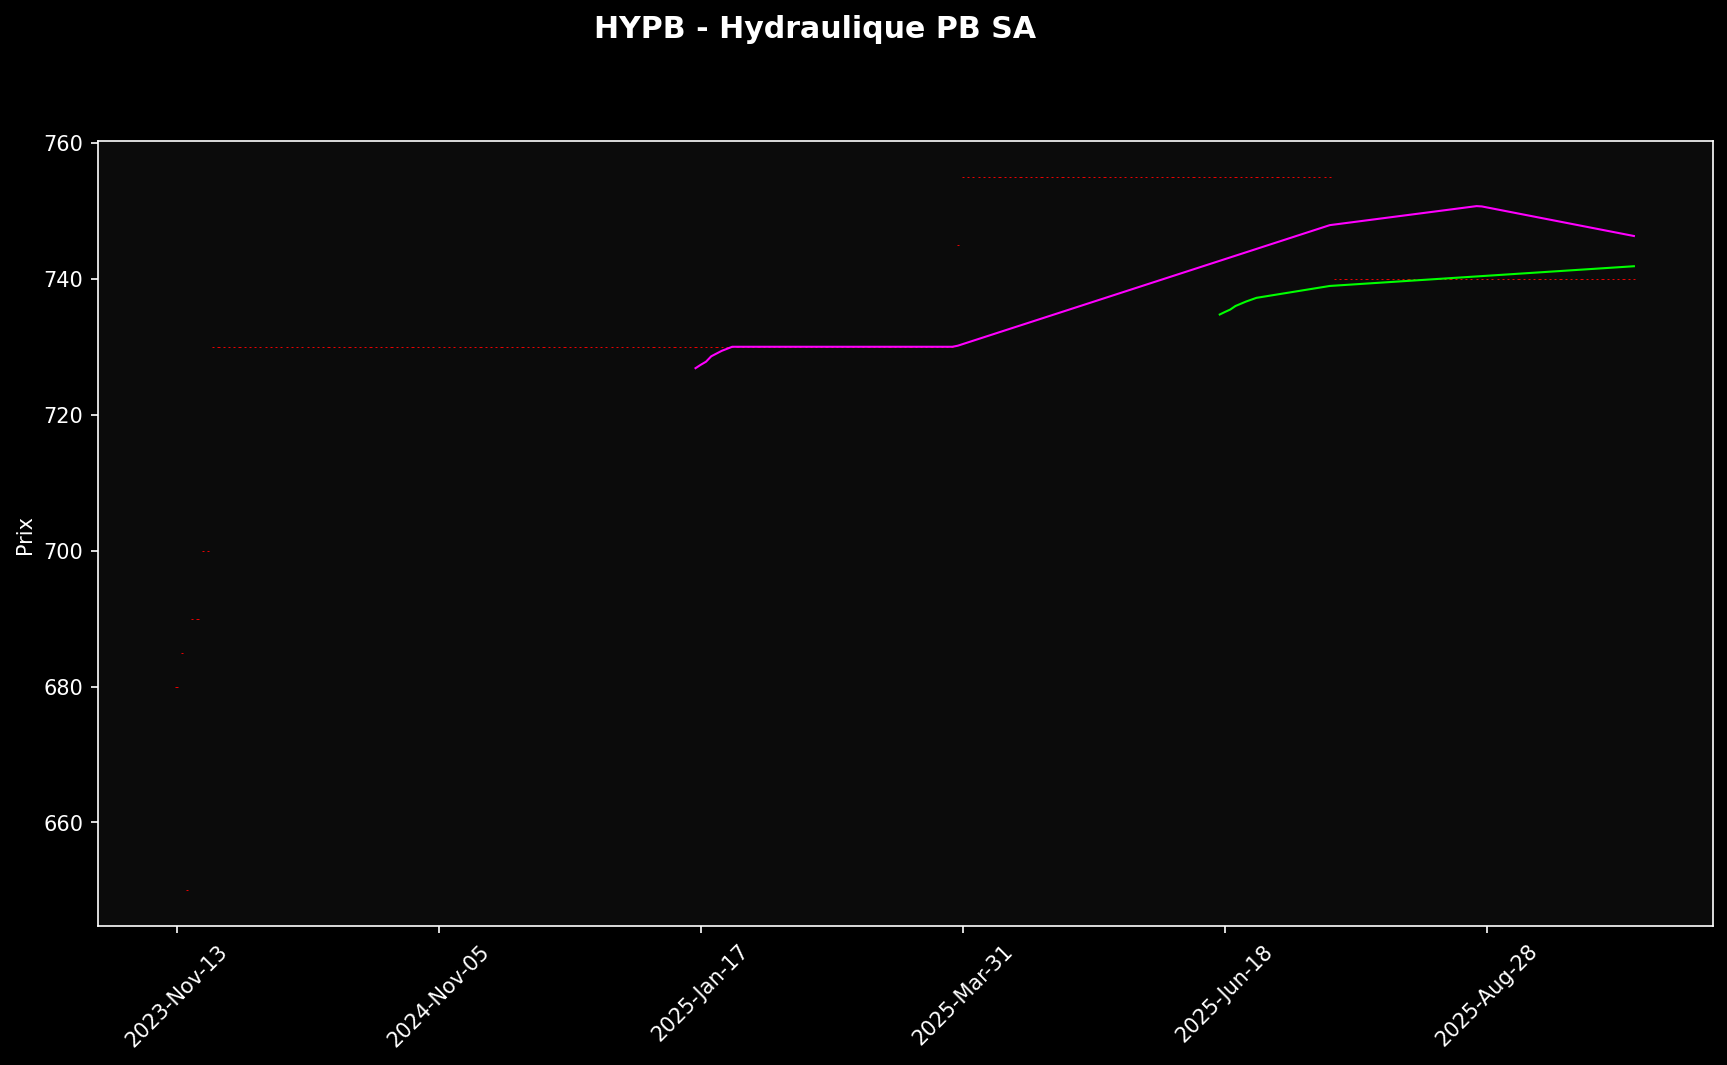 HYPB - Hydraulique PB SA
760
740
720
700
680
660
Prix
2023-Nov-13
2024-Nov-05
2025-Jan-17
2025-Mar-31
2025-Jun-18
2025-Aug-28